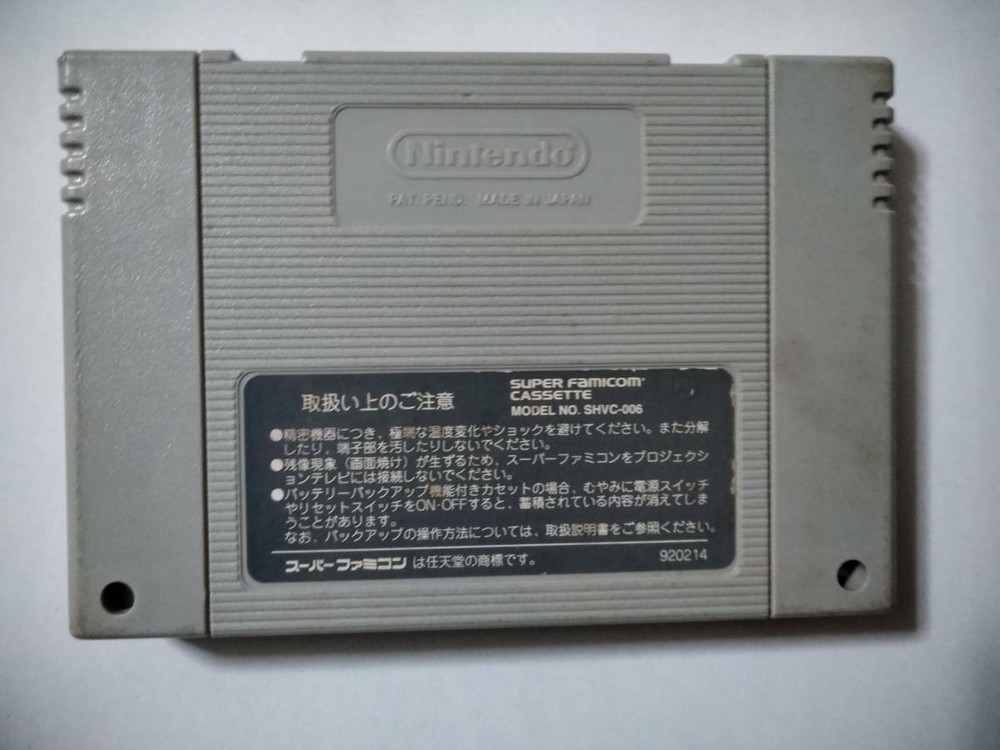 Nintendo
PAT. PEND. MADE IN JAPAN
取扱い上のご注意
SUPER FAMICOM
CASSETTE
MODEL NO. SHVC-006
●精密機器につき、極端な温度変化やショックを避けてください。また分解
したり、端子部を汚したりしないでください。
●残像現象（画面焼け）が生ずるため、スーパーファミコンをプロジェクシ
ョンテレビには接続しないでください。
●バッテリーバックアップ機能付きカセットの場合、むやみに電源スイッチ
やリセットスイッチをON・OFFすると、蓄積されている内容が消えてしま
うことがあります。
なお、バックアップの操作方法については、取扱説明書をご参照ください。
スーパーファミコン は任天堂の商標です。
920214